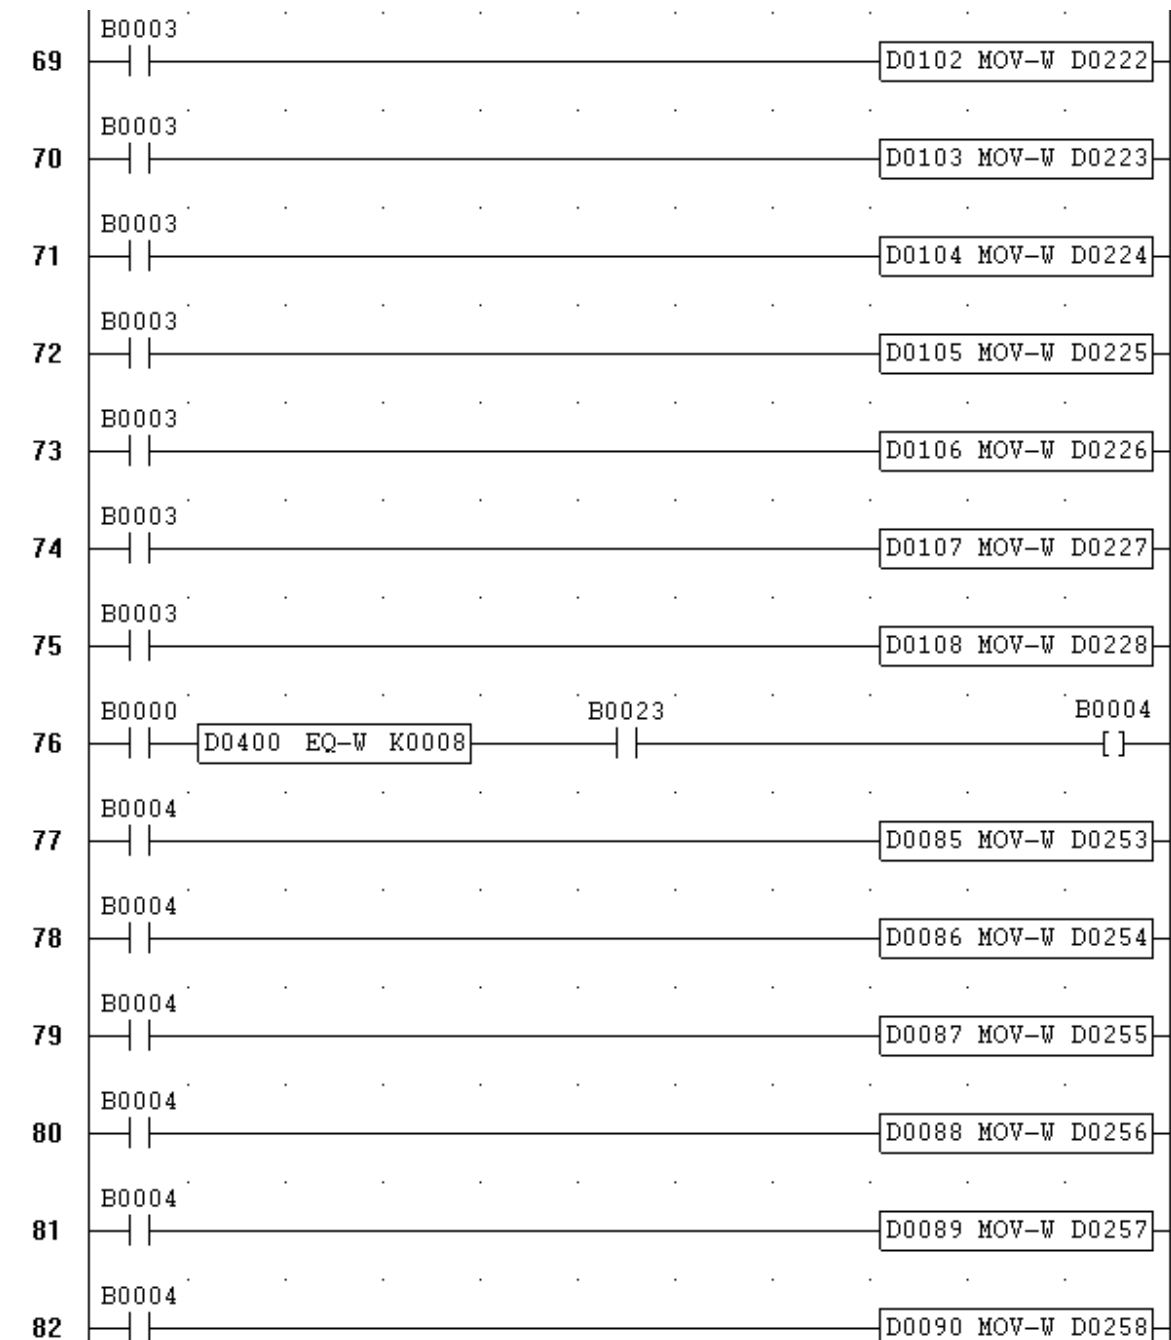 B0003
69 D0102 MOV-W D0222
B0003
70 D0103 MOV-W D0223
B0003
71 D0104 MOV-W D0224
B0003
72 D0105 MOV-W D0225
B0003
73 D0106 MOV-W D0226
B0003
74 D0107 MOV-W D0227
B0003
75 D0108 MOV-W D0228
B0000 B0023 B0004
76 D0400 EQ-W K0008
B0004
77 D0085 MOV-W D0253
B0004
78 D0086 MOV-W D0254
B0004
79 D0087 MOV-W D0255
B0004
80 D0088 MOV-W D0256
B0004
81 D0089 MOV-W D0257
B0004
82 D0090 MOV-W D0258